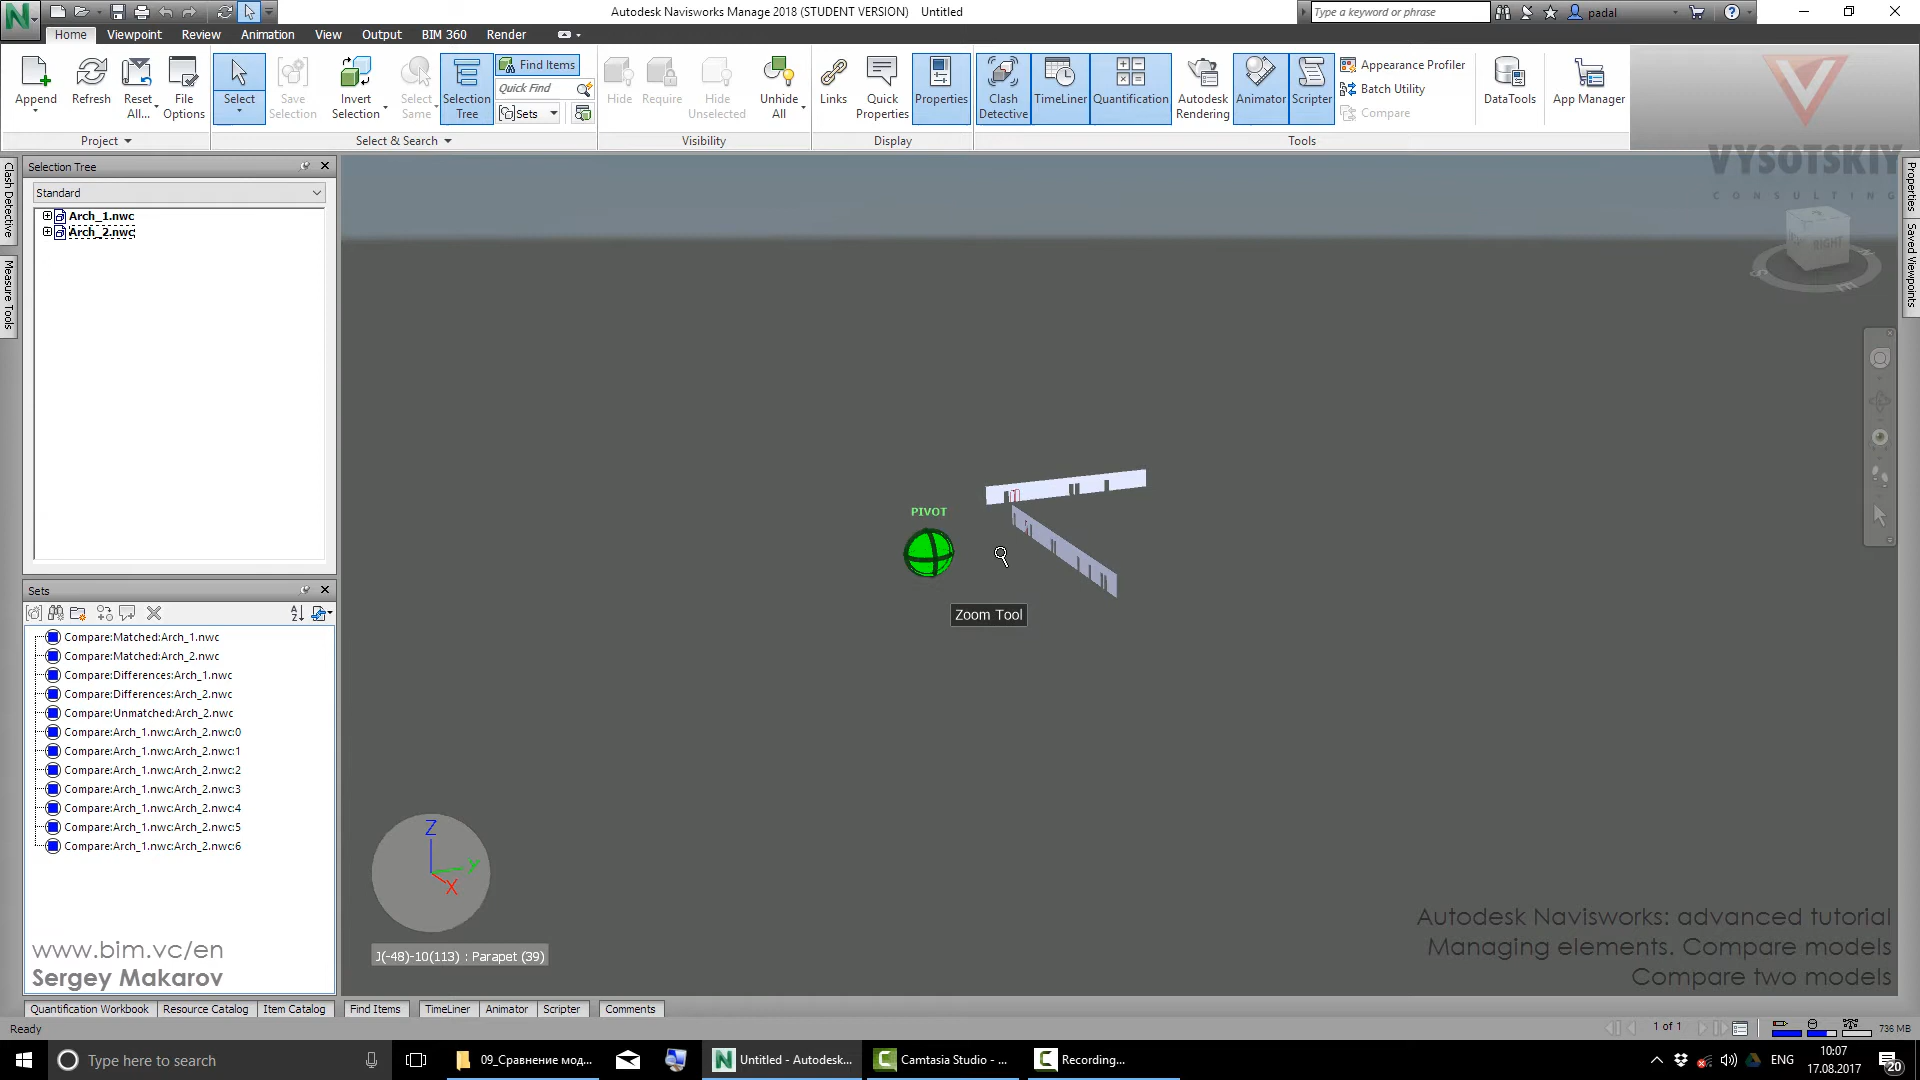 Autodesk Navisworks Manage 2018 (STUDENT VERSION) Untitled
Type a keyword or phrase
padal
Home Viewpoint Review Animation View Output BIM 360 Render
Append
Refresh
Reset All...
File Options
Project
Select
Save Selection
Invert Selection
Select Same
Selection Tree
Find Items
Quick Find
Sets
Select & Search
Hide
Require
Hide Unselected
Unhide All
Visibility
Links
Quick Properties
Properties
Display
Clash Detective
TimeLiner
Quantification
Autodesk Rendering
Animator
Scripter
Appearance Profiler
Batch Utility
Compare
Tools
DataTools
App Manager
VYSOTSKIY
CONSULTING
Clash Detective
Measure Tools
Selection Tree
Standard
Arch_1.nwc
Arch_2.nwc
Sets
Compare:Matched:Arch_1.nwc
Compare:Matched:Arch_2.nwc
Compare:Differences:Arch_1.nwc
Compare:Differences:Arch_2.nwc
Compare:Unmatched:Arch_2.nwc
Compare:Arch_1.nwc:Arch_2.nwc:0
Compare:Arch_1.nwc:Arch_2.nwc:1
Compare:Arch_1.nwc:Arch_2.nwc:2
Compare:Arch_1.nwc:Arch_2.nwc:3
Compare:Arch_1.nwc:Arch_2.nwc:4
Compare:Arch_1.nwc:Arch_2.nwc:5
Compare:Arch_1.nwc:Arch_2.nwc:6
www.bim.vc/en
Sergey Makarov
PIVOT
Zoom Tool
RIGHT
Properties
Saved Viewpoints
Z
Y
X
J(-48)-10(113) : Parapet (39)
Autodesk Navisworks: advanced tutorial
Managing elements. Compare models
Compare two models
Quantification Workbook Resource Catalog Item Catalog Find Items TimeLiner Animator Scripter Comments
Ready
1 of 1
736 MB
Type here to search
09_Сравнение мод...
Untitled - Autodesk...
Camtasia Studio - ...
Recording...
ENG
10:07
17.08.2017
20